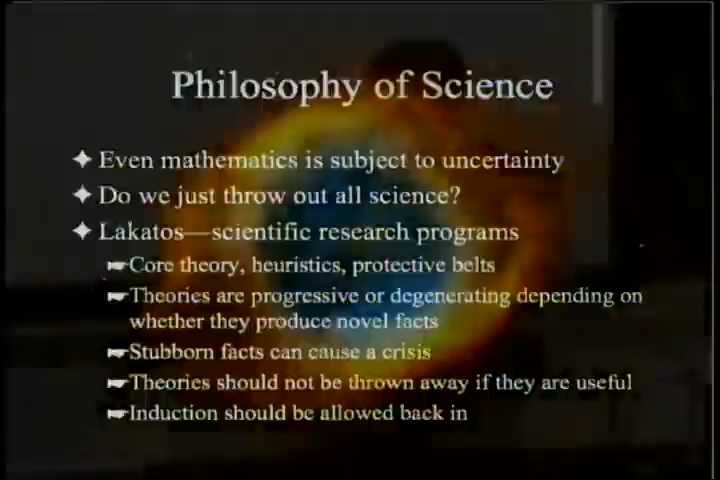 Philosophy of Science
Even mathematics is subject to uncertainty
Do we just throw out all science?
Lakatos—scientific research programs
Core theory, heuristics, protective belts
Theories are progressive or degenerating depending on
whether they produce novel facts
Stubborn facts can cause a crisis
Theories should not be thrown away if they are useful
Induction should be allowed back in